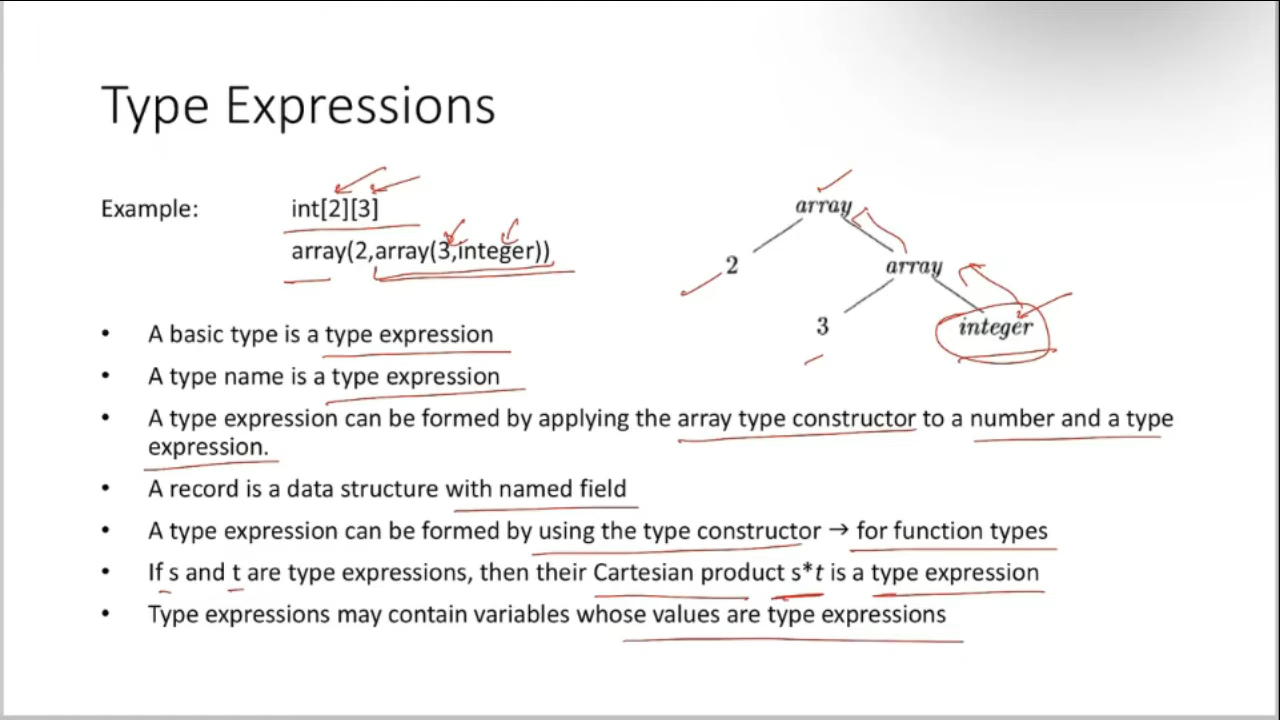 Type Expressions
Example: int[2][3]
array(2,array(3,integer))
array
2 array
3 integer
• A basic type is a type expression
• A type name is a type expression
• A type expression can be formed by applying the array type constructor to a number and a type
expression.
• A record is a data structure with named field
• A type expression can be formed by using the type constructor → for function types
• If s and t are type expressions, then their Cartesian product s*t is a type expression
• Type expressions may contain variables whose values are type expressions